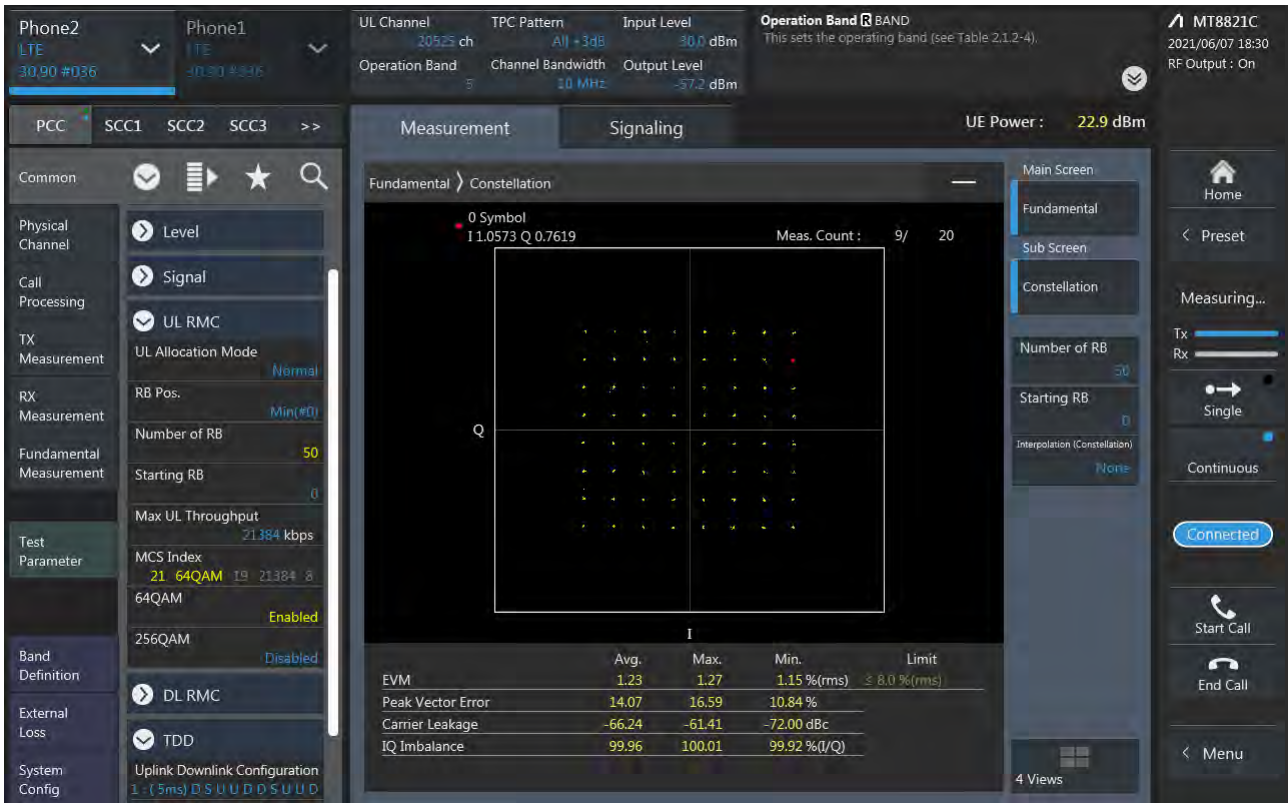 Phone2
LTE
30.90 #036
Phone1
LTE
30.90 #036
UL Channel
20525 ch
TPC Pattern
All +3dB
Input Level
30.0 dBm
Operation Band
5
Channel Bandwidth
10 MHz
Output Level
-57.2 dBm
Operation Band R BAND
This sets the operating band (see Table 2.1.2-4).
MT8821C
2021/06/07 18:30
RF Output : On
PCC SCC1 SCC2 SCC3 >>
Measurement
Signaling
UE Power : 22.9 dBm
Common
Physical
Channel
Call
Processing
TX
Measurement
RX
Measurement
Fundamental
Measurement
Test
Parameter
Band
Definition
External
Loss
System
Config
Level
Signal
UL RMC
UL Allocation Mode
Normal
RB Pos.
Min(#0)
Number of RB
50
Starting RB
0
Max UL Throughput
21384 kbps
MCS Index
21 64QAM 19 21384 8
64QAM
Enabled
256QAM
Disabled
DL RMC
TDD
Uplink Downlink Configuration
1 : ( 5ms) D S U U D D S U U D
Fundamental 〉 Constellation
0 Symbol
I 1.0573 Q 0.7619
Meas. Count : 9/ 20
Q
I
Avg. Max. Min. Limit
EVM 1.23 1.27 1.15 %(rms) ≤ 8.0 %(rms)
Peak Vector Error 14.07 16.59 10.84 %
Carrier Leakage -66.24 -61.41 -72.00 dBc
IQ Imbalance 99.96 100.01 99.92 %(I/Q)
Main Screen
Fundamental
Sub Screen
Constellation
Number of RB
50
Starting RB
0
Interpolation (Constellation)
None
4 Views
Home
< Preset
Measuring...
Tx
Rx
Single
Continuous
Connected
Start Call
End Call
< Menu